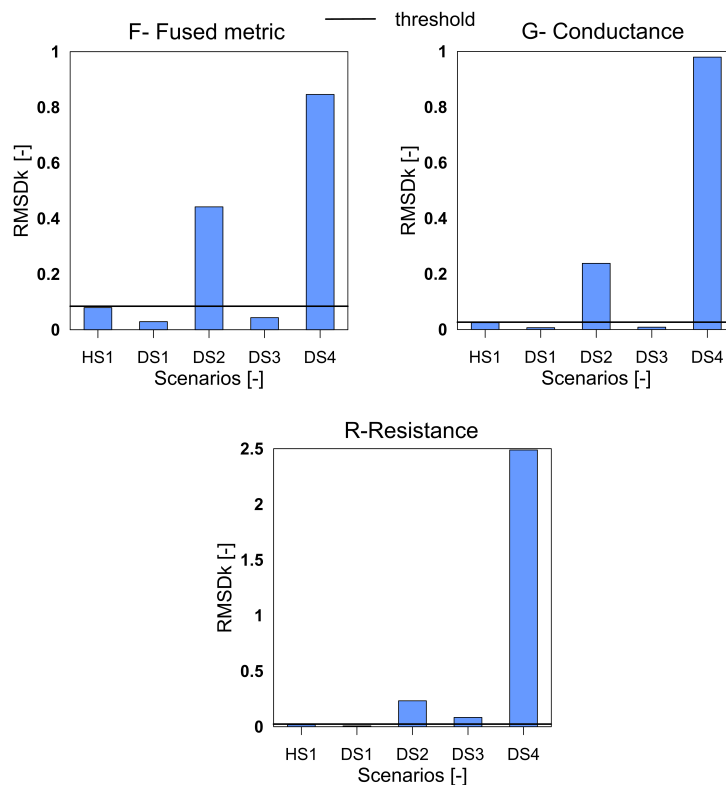 threshold
F- Fused metric
1
0.8
0.6
0.4
0.2
0
RMSDk [-]
HS1 DS1 DS2 DS3 DS4
Scenarios [-]
G- Conductance
1
0.8
0.6
0.4
0.2
0
RMSDk [-]
HS1 DS1 DS2 DS3 DS4
Scenarios [-]
R-Resistance
2.5
2
1.5
1
0.5
0
RMSDk [-]
HS1 DS1 DS2 DS3 DS4
Scenarios [-]